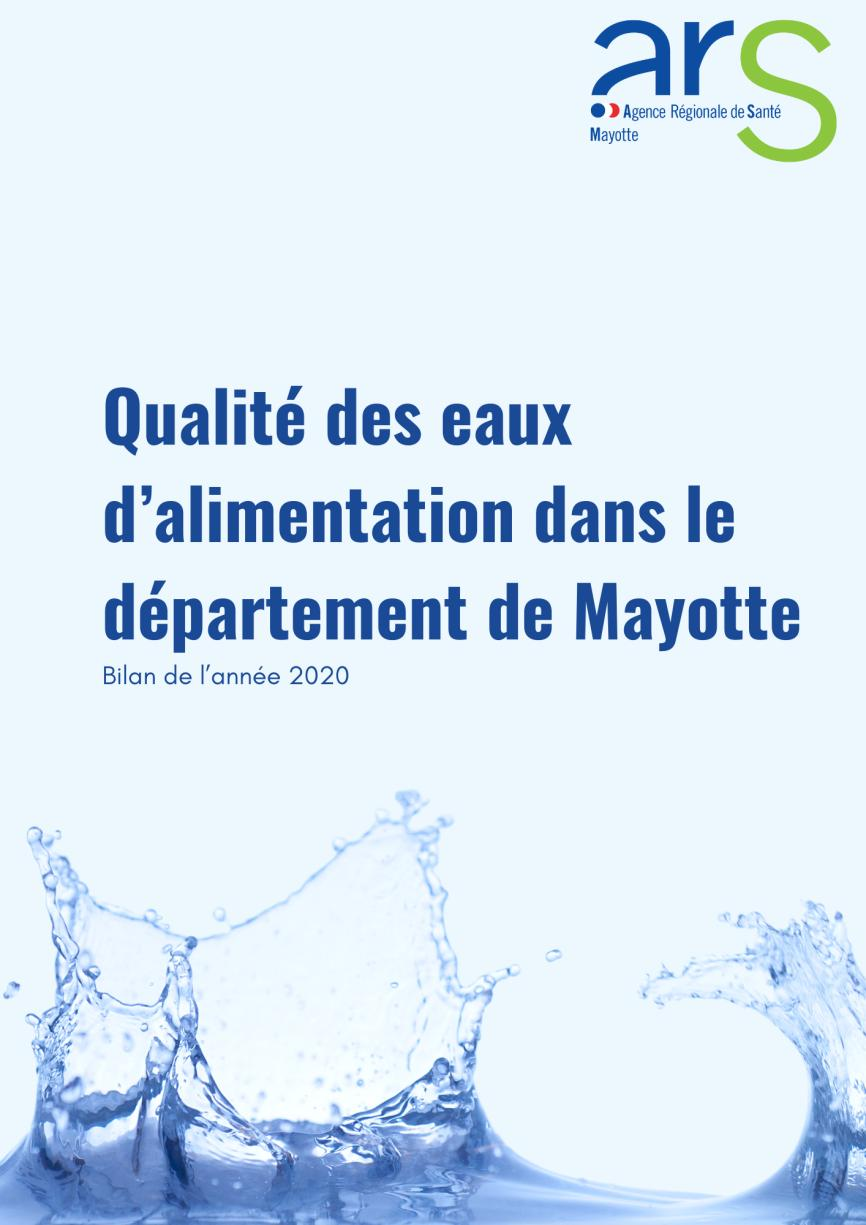 ars
Agence Régionale de Santé
Mayotte
Qualité des eaux
d’alimentation dans le
département de Mayotte
Bilan de l’année 2020